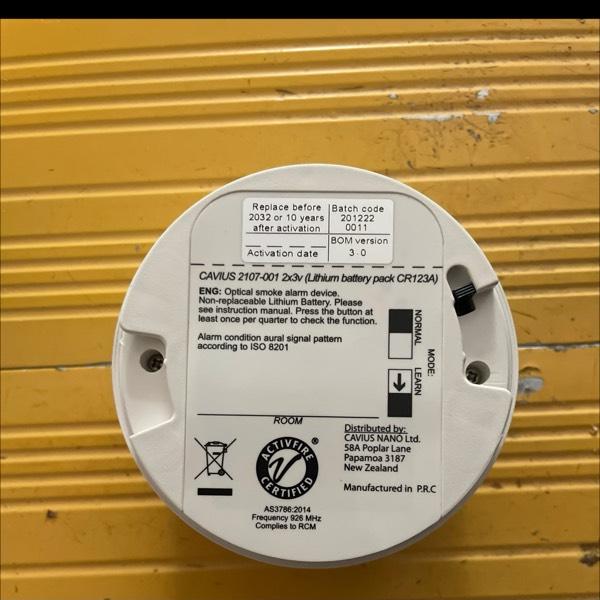 Replace before
2032 or 10 years
after activation
Activation date
Batch code
201222
0011
BOM version
3.0
CAVIUS 2107-001 2x3v (Lithium battery pack CR123A)
ENG: Optical smoke alarm device.
Non-replaceable Lithium Battery. Please
see instruction manual. Press the button at
least once per quarter to check the function.
Alarm condition aural signal pattern
according to ISO 8201
NORMAL
MODE:
LEARN
ROOM
ACTIVFIRE
®
CERTIFIED
AS3786:2014
Frequency 926 MHz
Complies to RCM
Distributed by:
CAVIUS NANO Ltd.
58A Poplar Lane
Papamoa 3187
New Zealand
Manufactured in P.R.C